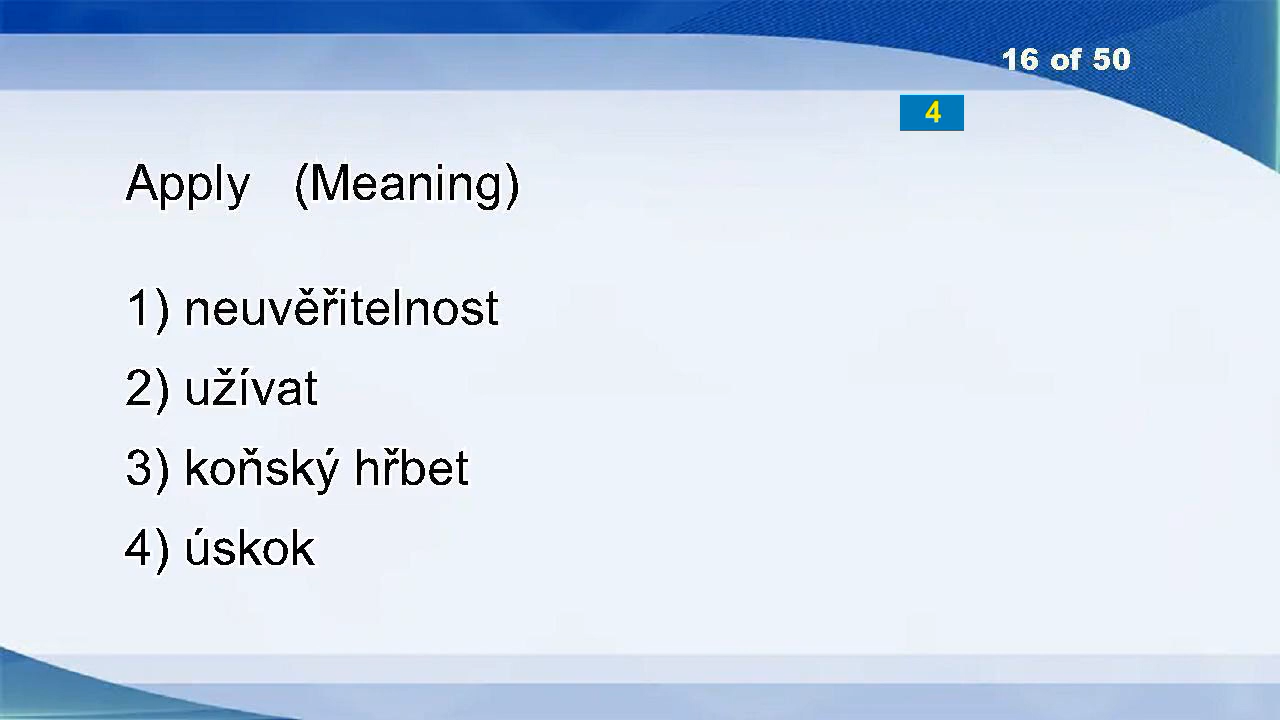 16 of 50
4
Apply (Meaning)
1) neuvěřitelnost
2) užívat
3) koňský hřbet
4) úskok